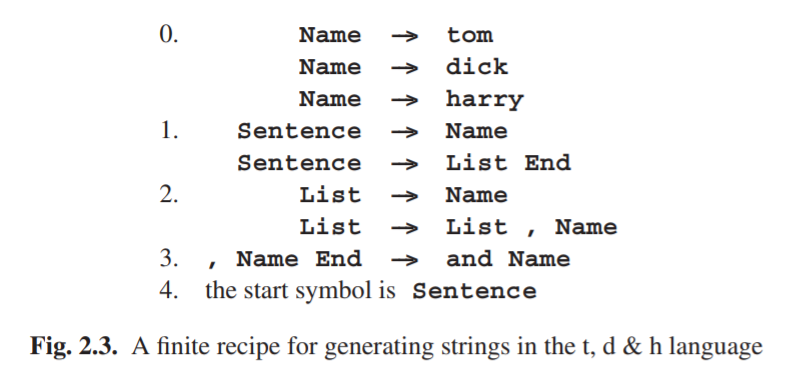 0. Name → tom
Name → dick
Name → harry
1. Sentence → Name
Sentence → List End
2. List → Name
List → List , Name
3. , Name End → and Name
4. the start symbol is Sentence
Fig. 2.3. A finite recipe for generating strings in the t, d & h language